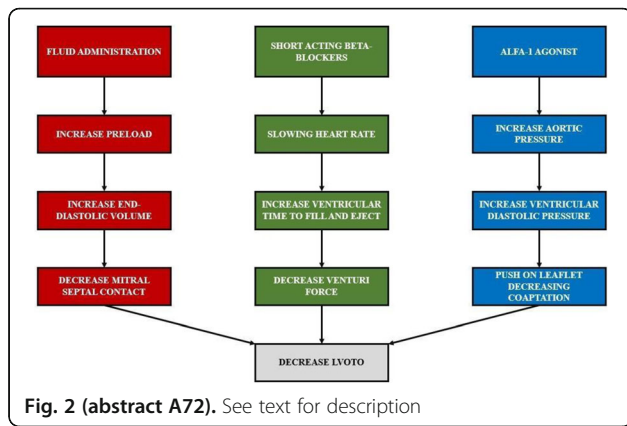 FLUID ADMINISTRATION
SHORT ACTING BETA-
BLOCKERS
ALFA-1 AGONIST
INCREASE PRELOAD
SLOWING HEART RATE
INCREASE AORTIC
PRESSURE
INCREASE END-
DIASTOLIC VOLUME
INCREASE VENTRICULAR
TIME TO FILL AND EJECT
INCREASE VENTRICULAR
DIASTOLIC PRESSURE
DECREASE MITRAL
SEPTAL CONTACT
DECREASE VENTURI
FORCE
PUSH ON LEAFLET
DECREASING
COAPTATION
DECREASE LVOTO
Fig. 2 (abstract A72). See text for description